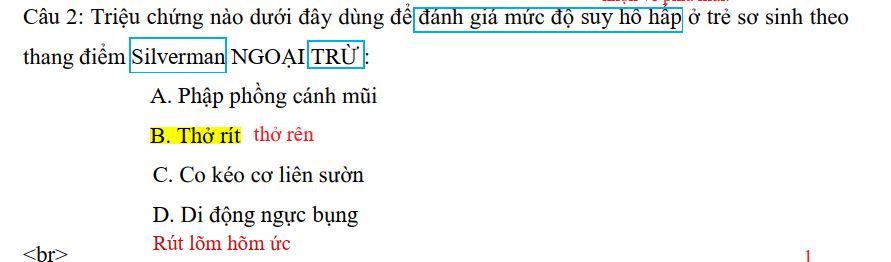 Câu 2: Triệu chứng nào dưới đây dùng để đánh giá mức độ suy hô hấp ở trẻ sơ sinh theo
thang điểm Silverman NGOẠI TRỪ :
A. Phập phồng cánh mũi
B. Thở rít thở rên
C. Co kéo cơ liên sườn
D. Di động ngực bụng
Rút lõm hõm ức
<br>
1